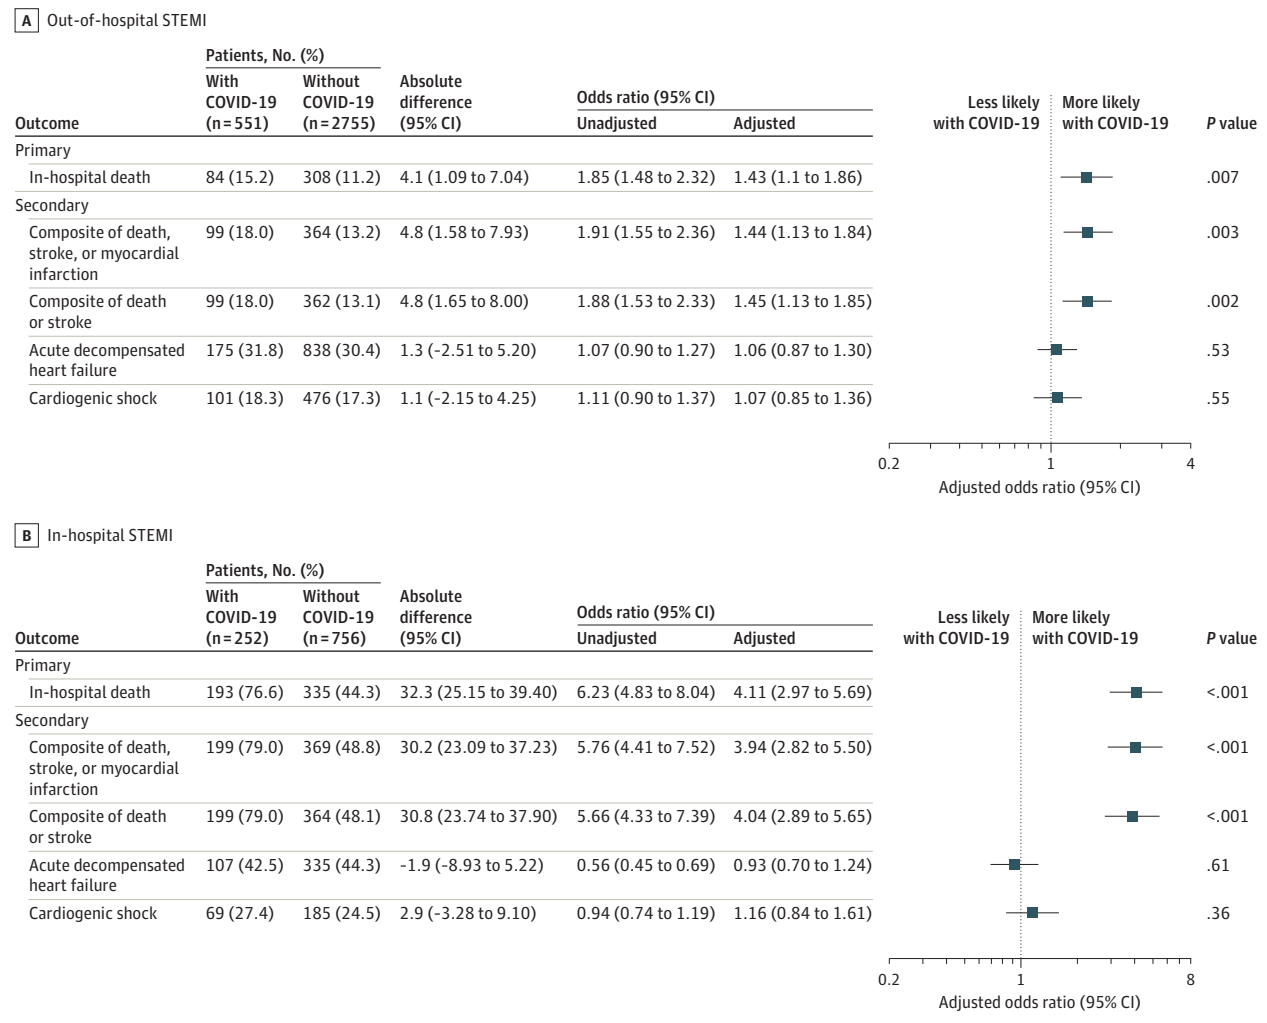 A Out-of-hospital STEMI
Patients, No. (%)
With Without Absolute
COVID-19 COVID-19 difference Odds ratio (95% CI) Less likely More likely
Outcome (n = 551) (n = 2755) (95% CI) Unadjusted Adjusted with COVID-19 with COVID-19 P value
Primary
In-hospital death 84 (15.2) 308 (11.2) 4.1 (1.09 to 7.04) 1.85 (1.48 to 2.32) 1.43 (1.1 to 1.86) .007
Secondary
Composite of death, 99 (18.0) 364 (13.2) 4.8 (1.58 to 7.93) 1.91 (1.55 to 2.36) 1.44 (1.13 to 1.84) .003
stroke, or myocardial
infarction
Composite of death 99 (18.0) 362 (13.1) 4.8 (1.65 to 8.00) 1.88 (1.53 to 2.33) 1.45 (1.13 to 1.85) .002
or stroke
Acute decompensated 175 (31.8) 838 (30.4) 1.3 (-2.51 to 5.20) 1.07 (0.90 to 1.27) 1.06 (0.87 to 1.30) .53
heart failure
Cardiogenic shock 101 (18.3) 476 (17.3) 1.1 (-2.15 to 4.25) 1.11 (0.90 to 1.37) 1.07 (0.85 to 1.36) .55
0.2 1 4
Adjusted odds ratio (95% CI)
B In-hospital STEMI
Patients, No. (%)
With Without Absolute
COVID-19 COVID-19 difference Odds ratio (95% CI) Less likely More likely
Outcome (n = 252) (n = 756) (95% CI) Unadjusted Adjusted with COVID-19 with COVID-19 P value
Primary
In-hospital death 193 (76.6) 335 (44.3) 32.3 (25.15 to 39.40) 6.23 (4.83 to 8.04) 4.11 (2.97 to 5.69) <.001
Secondary
Composite of death, 199 (79.0) 369 (48.8) 30.2 (23.09 to 37.23) 5.76 (4.41 to 7.52) 3.94 (2.82 to 5.50) <.001
stroke, or myocardial
infarction
Composite of death 199 (79.0) 364 (48.1) 30.8 (23.74 to 37.90) 5.66 (4.33 to 7.39) 4.04 (2.89 to 5.65) <.001
or stroke
Acute decompensated 107 (42.5) 335 (44.3) -1.9 (-8.93 to 5.22) 0.56 (0.45 to 0.69) 0.93 (0.70 to 1.24) .61
heart failure
Cardiogenic shock 69 (27.4) 185 (24.5) 2.9 (-3.28 to 9.10) 0.94 (0.74 to 1.19) 1.16 (0.84 to 1.61) .36
0.2 1 8
Adjusted odds ratio (95% CI)